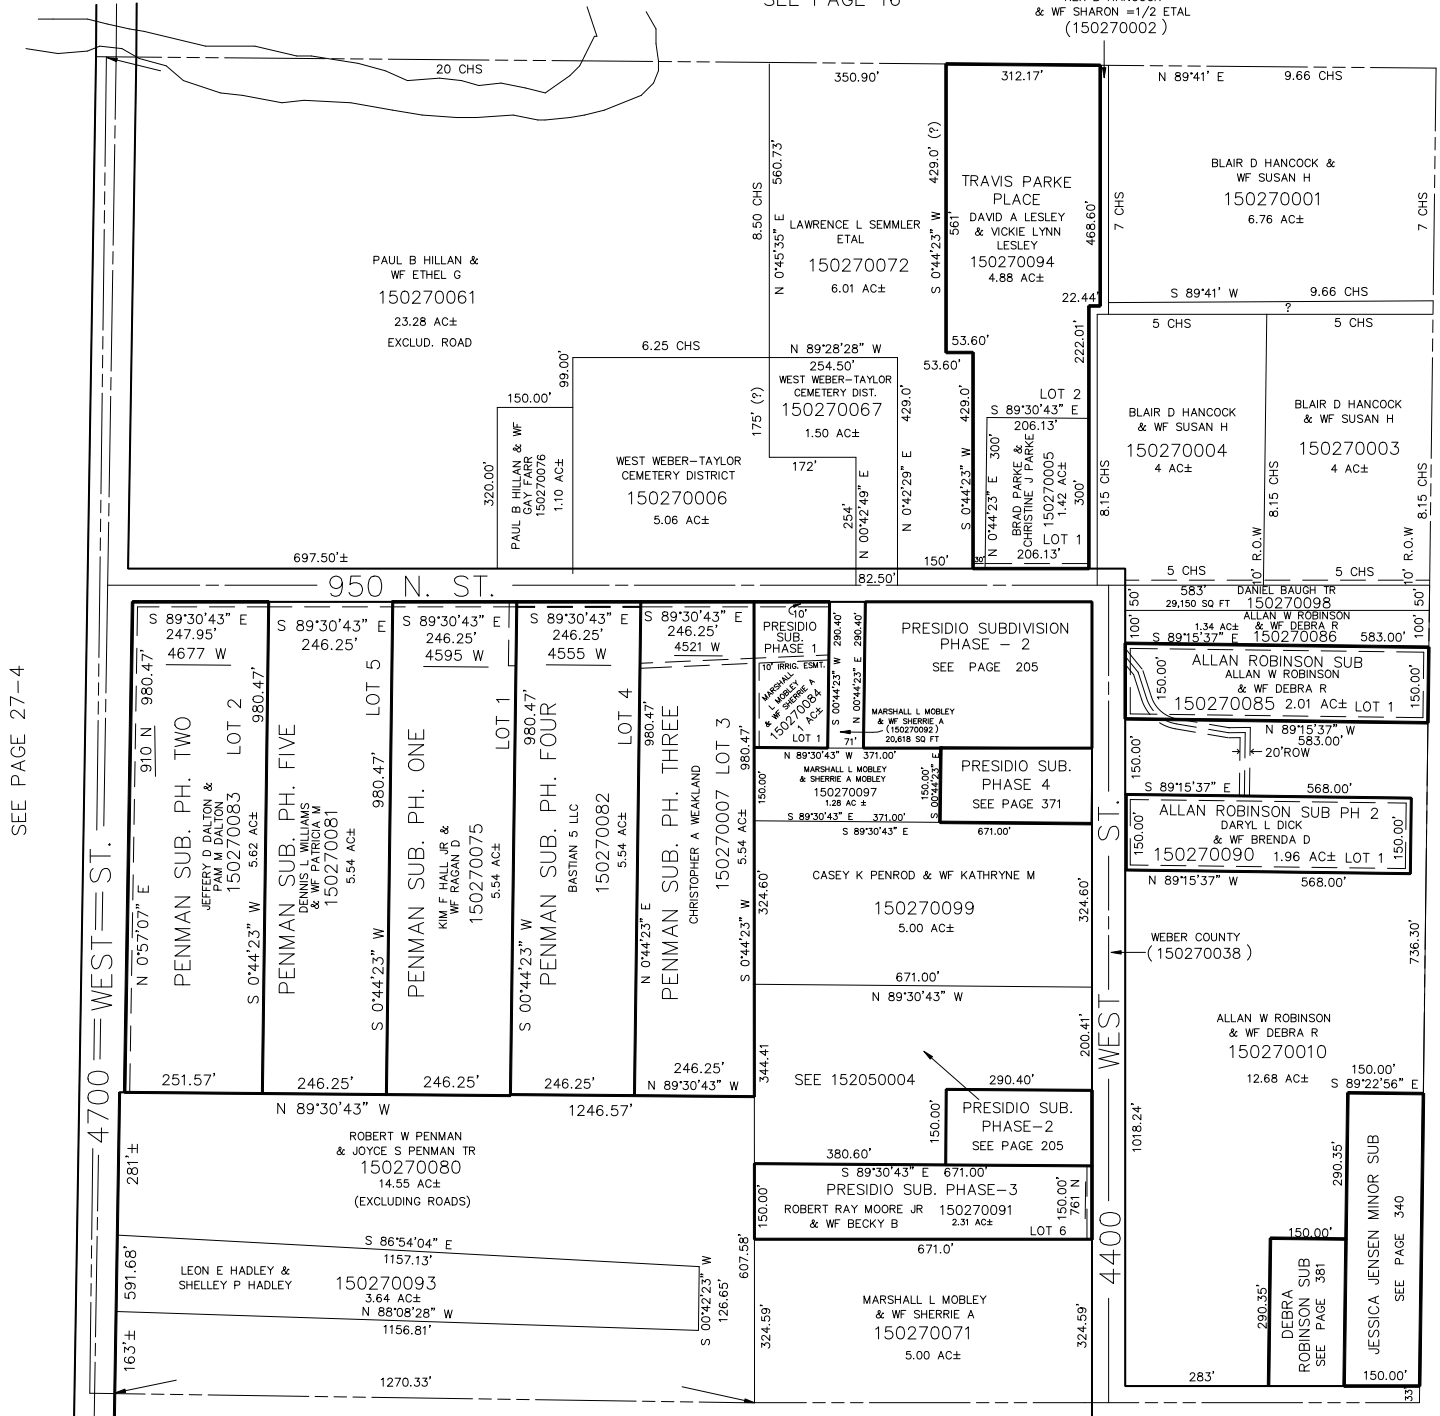 SEE PAGE 16
& WF SHARON =1/2 ETAL
(150270002)
20 CHS
350.90'
312.17'
N 89°41' E
9.66 CHS
8.50 CHS
N 0°45'35" E
560.73'
LAWRENCE L SEMMLER
ETAL
150270072
6.01 AC±
S 0°44'23" W
429.0' (?)
561'
TRAVIS PARKE
PLACE
DAVID A LESLEY
& VICKIE LYNN
LESLEY
150270094
4.88 AC±
468.60'
22.44'
222.01'
7 CHS
BLAIR D HANCOCK &
WF SUSAN H
150270001
6.76 AC±
7 CHS
S 89°41' W
9.66 CHS
?
5 CHS
5 CHS
PAUL B HILLAN &
WF ETHEL G
150270061
23.28 AC±
EXCLUD. ROAD
6.25 CHS
99.00'
150.00'
320.00'
PAUL B HILLAN & WF
GAY FARR
150270076
1.10 AC±
697.50'±
WEST WEBER-TAYLOR
CEMETERY DISTRICT
150270006
5.06 AC±
N 89°28'28" W
254.50'
WEST WEBER-TAYLOR
CEMETERY DIST.
150270067
1.50 AC±
175' (?)
172'
254'
N 00°42'49" E
N 0°42'29" E
429.0'
150'
82.50'
53.60'
53.60'
S 0°44'23" W
429.0'
LOT 2
S 89°30'43" E
206.13'
N 0°44'23" E
300'
BRAD PARKE &
CHRISTINE J PARKE
150270005
1.42 AC±
300'
LOT 1
206.13'
30'
BLAIR D HANCOCK
& WF SUSAN H
150270004
4 AC±
8.15 CHS
8.15 CHS
10' R.O.W
BLAIR D HANCOCK
& WF SUSAN H
150270003
4 AC±
8.15 CHS
10' R.O.W
5 CHS
5 CHS
950 N. ST.
SEE PAGE 27-4
4700 WEST ST.
S 89°30'43" E
247.95'
4677 W
910 N
980.47'
N 0°57'07" E
PENMAN SUB. PH. TWO
JEFFERY D DALTON &
PAM M DALTON
150270083
5.62 AC±
LOT 2
980.47'
S 0°44'23" W
251.57'
S 89°30'43" E
246.25'
PENMAN SUB. PH. FIVE
DENNIS L WILLIAMS
& WF PATRICIA M
150270081
5.54 AC±
LOT 5
980.47'
S 0°44'23" W
246.25'
S 89°30'43" E
246.25'
4595 W
PENMAN SUB. PH. ONE
KIM F HALL JR &
WF RAGAN D
150270075
5.54 AC±
LOT 1
980.47'
S 00°44'23" W
246.25'
S 89°30'43" E
246.25'
4555 W
PENMAN SUB. PH. FOUR
BASTIAN 5 LLC
150270082
5.54 AC±
LOT 4
980.47'
N 0°44'23" E
246.25'
S 89°30'43" E
246.25'
4521 W
PENMAN SUB. PH. THREE
CHRISTOPHER A WEAKLAND
150270007 LOT 3
5.54 AC±
980.47'
S 0°44'23" W
246.25'
N 89°30'43" W
10'
PRESIDIO
SUB.
PHASE 1
10' IRRIG. ESMT.
MARSHALL
L MOBLEY
& WF SHERRIE A
150270084
1 AC±
LOT 1
S 00°44'23" W
290.40'
N 00°44'23" E
290.40'
71'
PRESIDIO SUBDIVISION
PHASE - 2
SEE PAGE 205
MARSHALL L MOBLEY
& WF SHERRIE A
(150270092)
20,618 SQ FT
N 89°30'43" W 371.00'
MARSHALL L MOBLEY
& SHERRIE A MOBLEY
150270097
1.28 AC ±
S 89°30'43" E 371.00'
150.00'
150.00'
S 00°44'23" E
PRESIDIO SUB.
PHASE 4
SEE PAGE 371
S 89°30'43" E
671.00'
324.60'
CASEY K PENROD & WF KATHRYNE M
150270099
5.00 AC±
324.60'
671.00'
N 89°30'43" W
344.41
SEE 152050004
200.41'
290.40'
150.00'
PRESIDIO SUB.
PHASE-2
SEE PAGE 205
380.60'
S 89°30'43" E 671.00'
150.00'
PRESIDIO SUB. PHASE-3
ROBERT RAY MOORE JR
& WF BECKY B
150270091
2.31 AC±
150.00'
761 N
LOT 6
671.0'
607.58'
324.59'
MARSHALL L MOBLEY
& WF SHERRIE A
150270071
5.00 AC±
324.59'
4400 WEST ST.
N 89°30'43" W
1246.57'
281'±
ROBERT W PENMAN
& JOYCE S PENMAN TR
150270080
14.55 AC±
(EXCLUDING ROADS)
S 86°54'04" E
1157.13'
591.68'
LEON E HADLEY &
SHELLEY P HADLEY
150270093
3.64 AC±
N 88°08'28" W
1156.81'
S 00°42'23" W
126.65'
163'±
1270.33'
50'
583'
29,150 SQ FT
DANIEL BAUGH TR
150270098
50'
100'
ALLAN W ROBINSON
& WF DEBRA R
1.34 AC±
150270086
S 89°15'37" E
583.00'
100'
150.00'
ALLAN ROBINSON SUB
ALLAN W ROBINSON
& WF DEBRA R
150270085 2.01 AC± LOT 1
150.00'
N 89°15'37" W
583.00'
20'ROW
150.00'
S 89°15'37" E
568.00'
150.00'
ALLAN ROBINSON SUB PH 2
DARYL L DICK
& WF BRENDA D
150270090 1.96 AC± LOT 1
150.00'
N 89°15'37" W
568.00'
WEBER COUNTY
(150270038)
736.30'
ALLAN W ROBINSON
& WF DEBRA R
150270010
12.68 AC±
150.00'
S 89°22'56" E
1018.24'
290.35'
JESSICA JENSEN MINOR SUB
SEE PAGE 340
150.00'
290.35'
DEBRA
ROBINSON SUB
SEE PAGE 381
283'
150.00'
33'